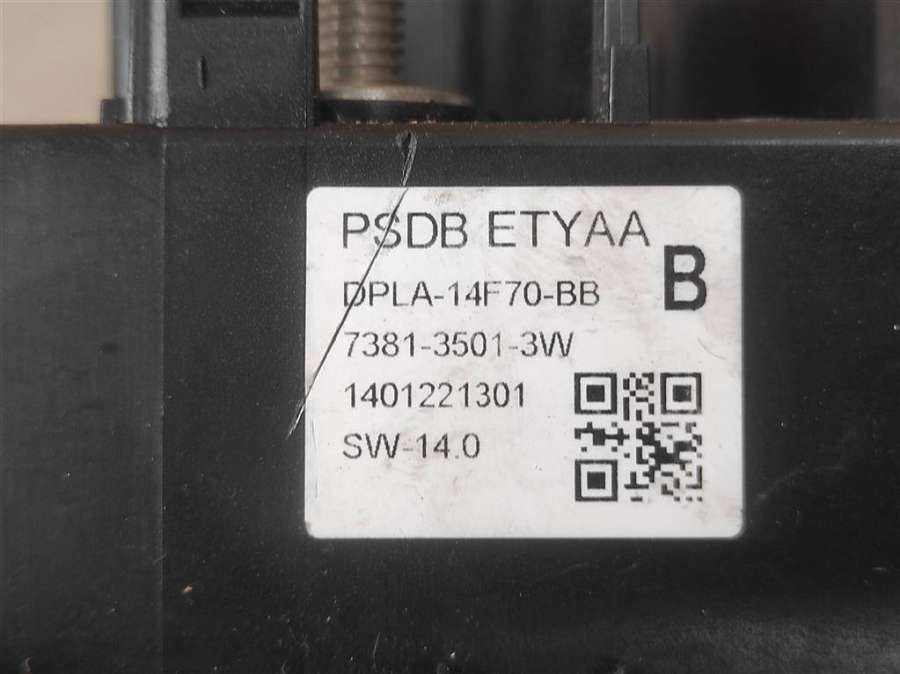 PSDB ETYAA
B
DPLA-14F70-BB
7381-3501-3W
1401221301
SW-14.0